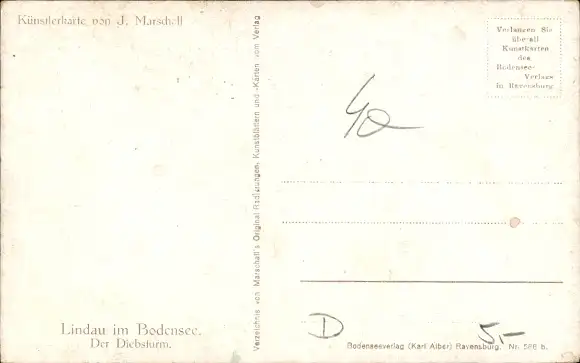 Künstlerkarte von J. Marschall
Verlangen Sie
überall
Kunstkarten
des
Bodensee-
Verlags
in Ravensburg
Verzeichnis von Marschall's Original Radierungen, Kunstblättern und -Karten vom Verlag
40
Lindau im Bodensee.
Der Diebsturm.
D
5.-
Bodenseeverlag (Karl Alber) Ravensburg. Nr. 586 b.